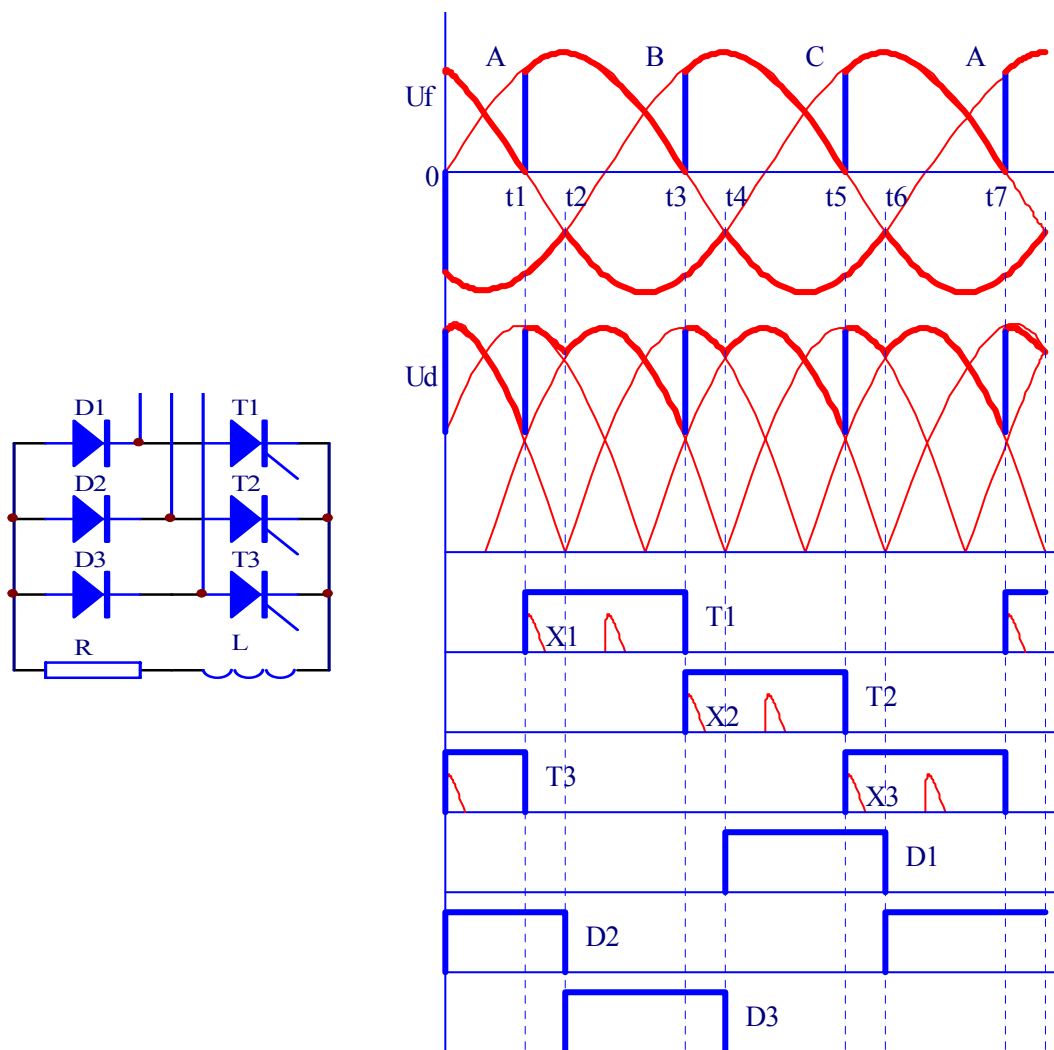 A B C A
Uf
0
t1 t2 t3 t4 t5 t6 t7
Ud
D1 T1
D2 T2
D3 T3
R L
X1 T1
X2 T2
T3 X3
D1
D2
D3